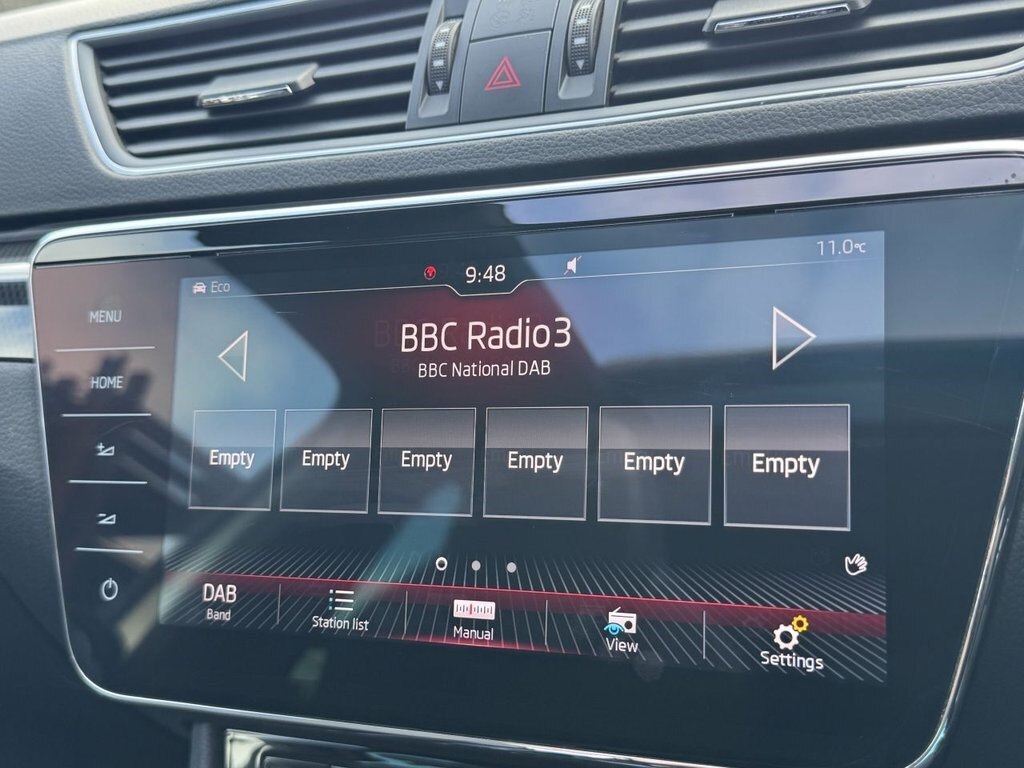 Eco
9:48
11.0°C
MENU
HOME
BBC Radio3
BBC National DAB
Empty
Empty
Empty
Empty
Empty
Empty
DAB
Band
Station list
Manual
View
Settings